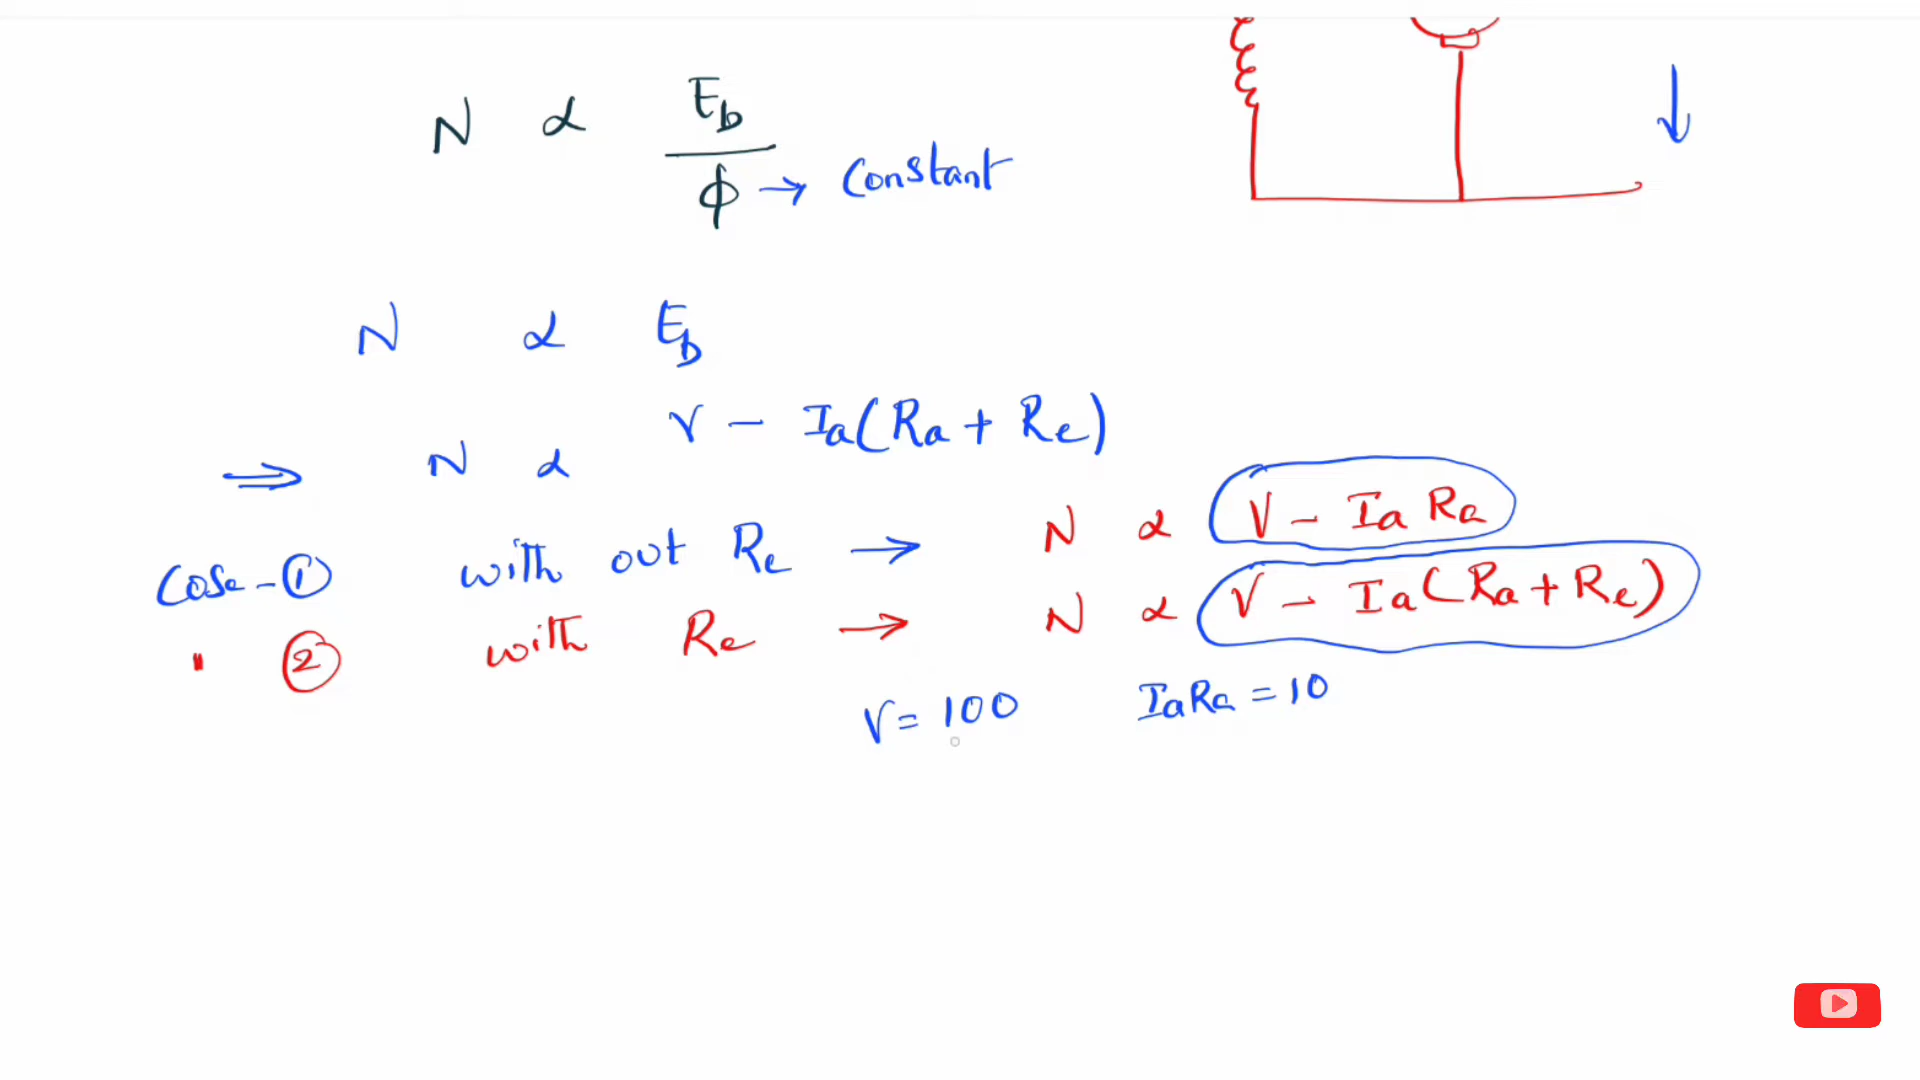 N α Eb / ϕ → Constant
N α Eb
⇒ N α V - Ia(Ra + Re)
Case-① with out Re → N α V - Ia Ra
" ② with Re → N α V - Ia(Ra + Re)
V = 100 IaRa = 10